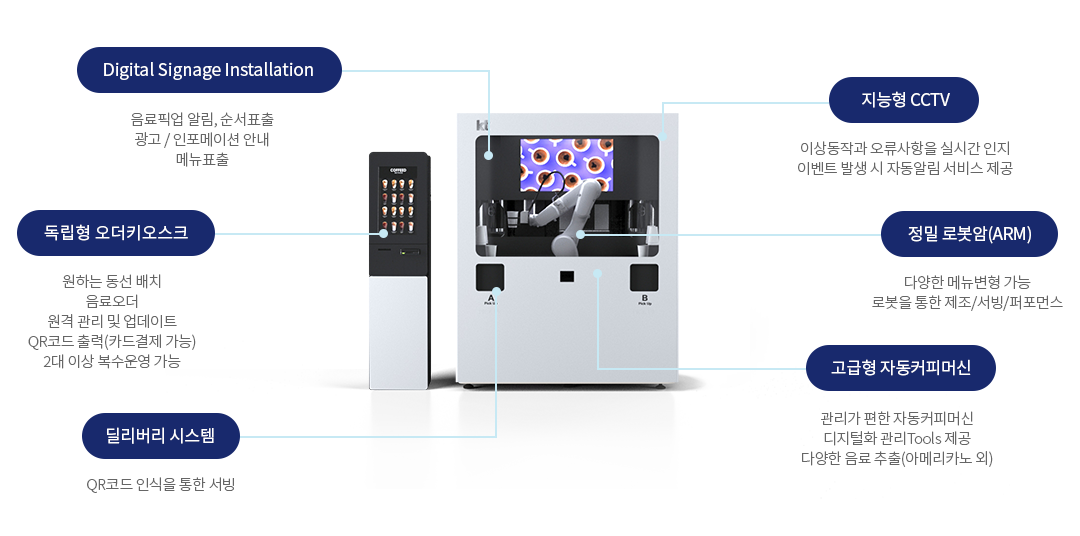 Digital Signage Installation
음료픽업 알림, 순서표출
광고 / 인포메이션 안내
메뉴표출
독립형 오더키오스크
원하는 동선 배치
음료오더
원격 관리 및 업데이트
QR코드 출력(카드결제 가능)
2대 이상 복수운영 가능
딜리버리 시스템
QR코드 인식을 통한 서빙
kt
COFFEED
A
B
Pick Up
지능형 CCTV
이상동작과 오류사항을 실시간 인지
이벤트 발생 시 자동알림 서비스 제공
정밀 로봇암(ARM)
다양한 메뉴변형 가능
로봇을 통한 제조/서빙/퍼포먼스
고급형 자동커피머신
관리가 편한 자동커피머신
디지털화 관리Tools 제공
다양한 음료 추출(아메리카노 외)